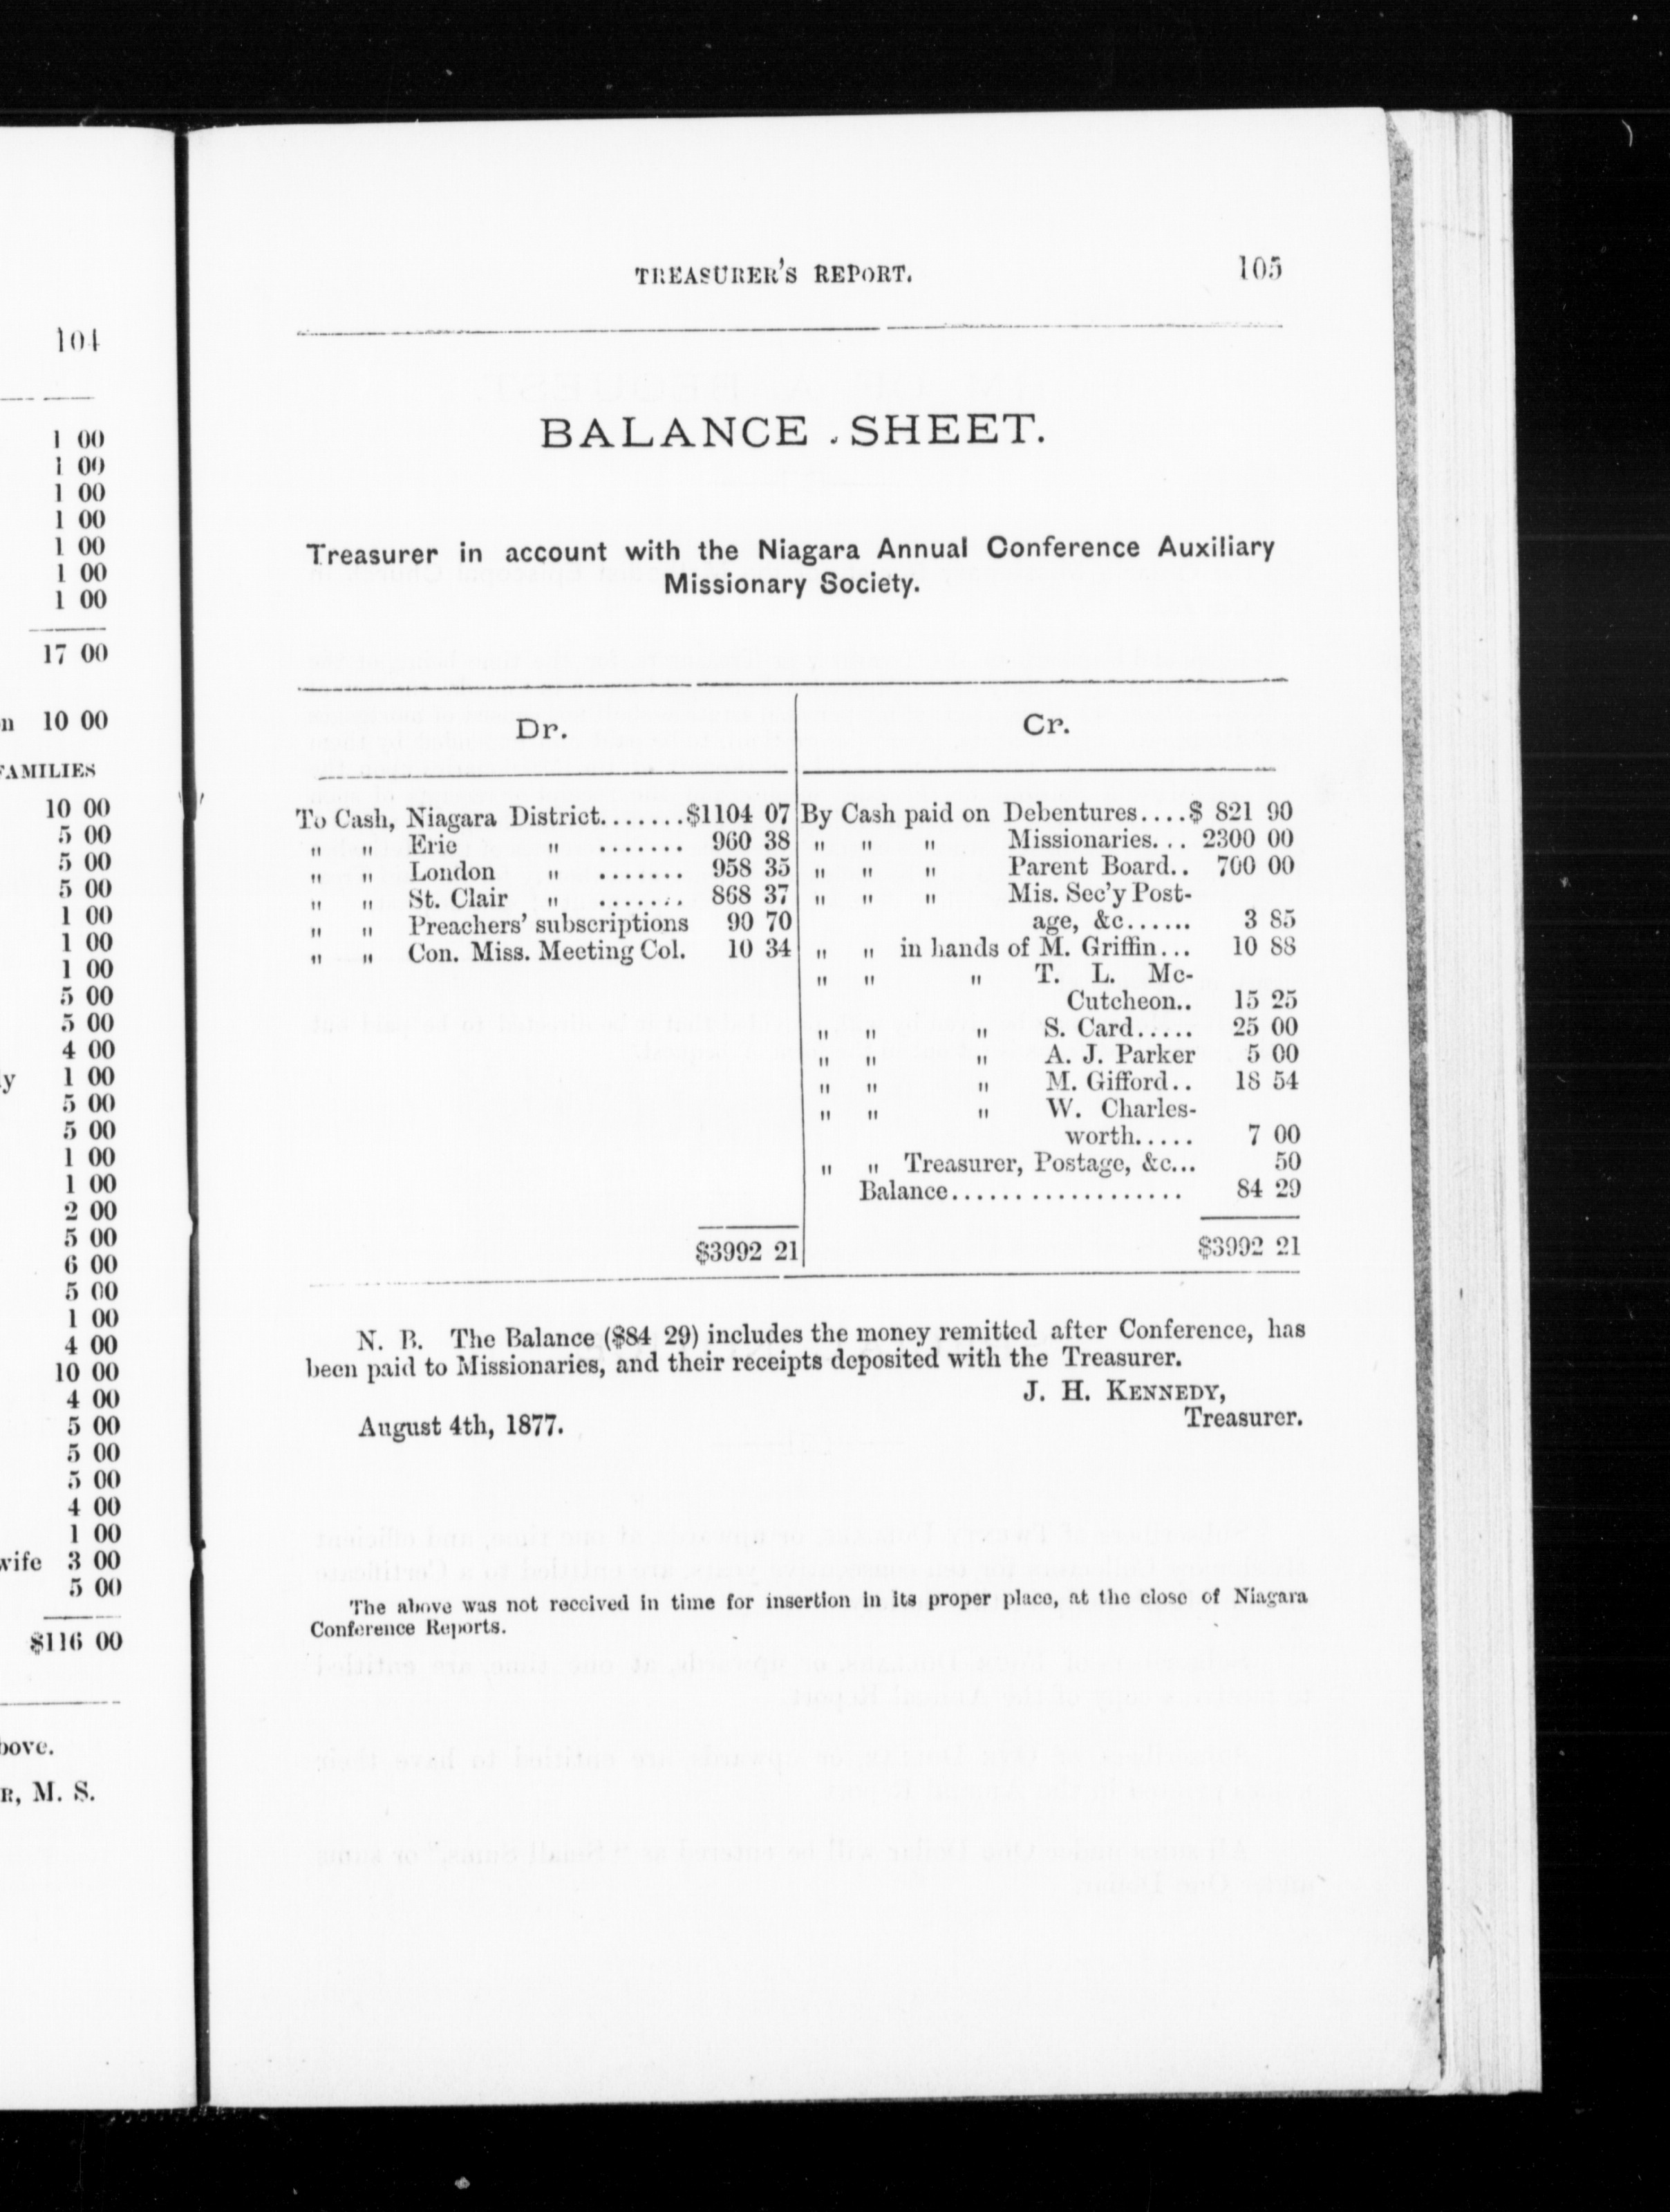 104
1 00
1 00
1 00
1 00
1 00
1 00
1 00
17 00
n 10 00
FAMILIES
10 00
5 00
5 00
5 00
1 00
1 00
1 00
5 00
5 00
4 00
y 1 00
5 00
5 00
1 00
1 00
2 00
5 00
6 00
5 00
1 00
4 00
10 00
4 00
5 00
5 00
5 00
4 00
1 00
wife 3 00
5 00
$116 00
bove.
R, M. S.
TREASURER'S REPORT. 105
BALANCE SHEET.
Treasurer in account with the Niagara Annual Conference Auxiliary
Missionary Society.
Dr.
To Cash, Niagara District.......$1104 07
" " Erie " ....... 960 38
" " London " ....... 958 35
" " St. Clair " ....... 868 37
" " Preachers' subscriptions 90 70
" " Con. Miss. Meeting Col. 10 34
$3992 21
Cr.
By Cash paid on Debentures....$ 821 90
" " " Missionaries... 2300 00
" " " Parent Board.. 700 00
" " " Mis. Sec'y Post-
age, &c...... 3 85
" " in hands of M. Griffin... 10 88
" " " T. L. Mc-
Cutcheon.. 15 25
" " " S. Card..... 25 00
" " " A. J. Parker 5 00
" " " M. Gifford.. 18 54
" " " W. Charles-
worth..... 7 00
" " Treasurer, Postage, &c... 50
Balance.................. 84 29
$3992 21
N. B. The Balance ($84 29) includes the money remitted after Conference, has
been paid to Missionaries, and their receipts deposited with the Treasurer.
J. H. KENNEDY,
August 4th, 1877. Treasurer.
The above was not received in time for insertion in its proper place, at the close of Niagara
Conference Reports.